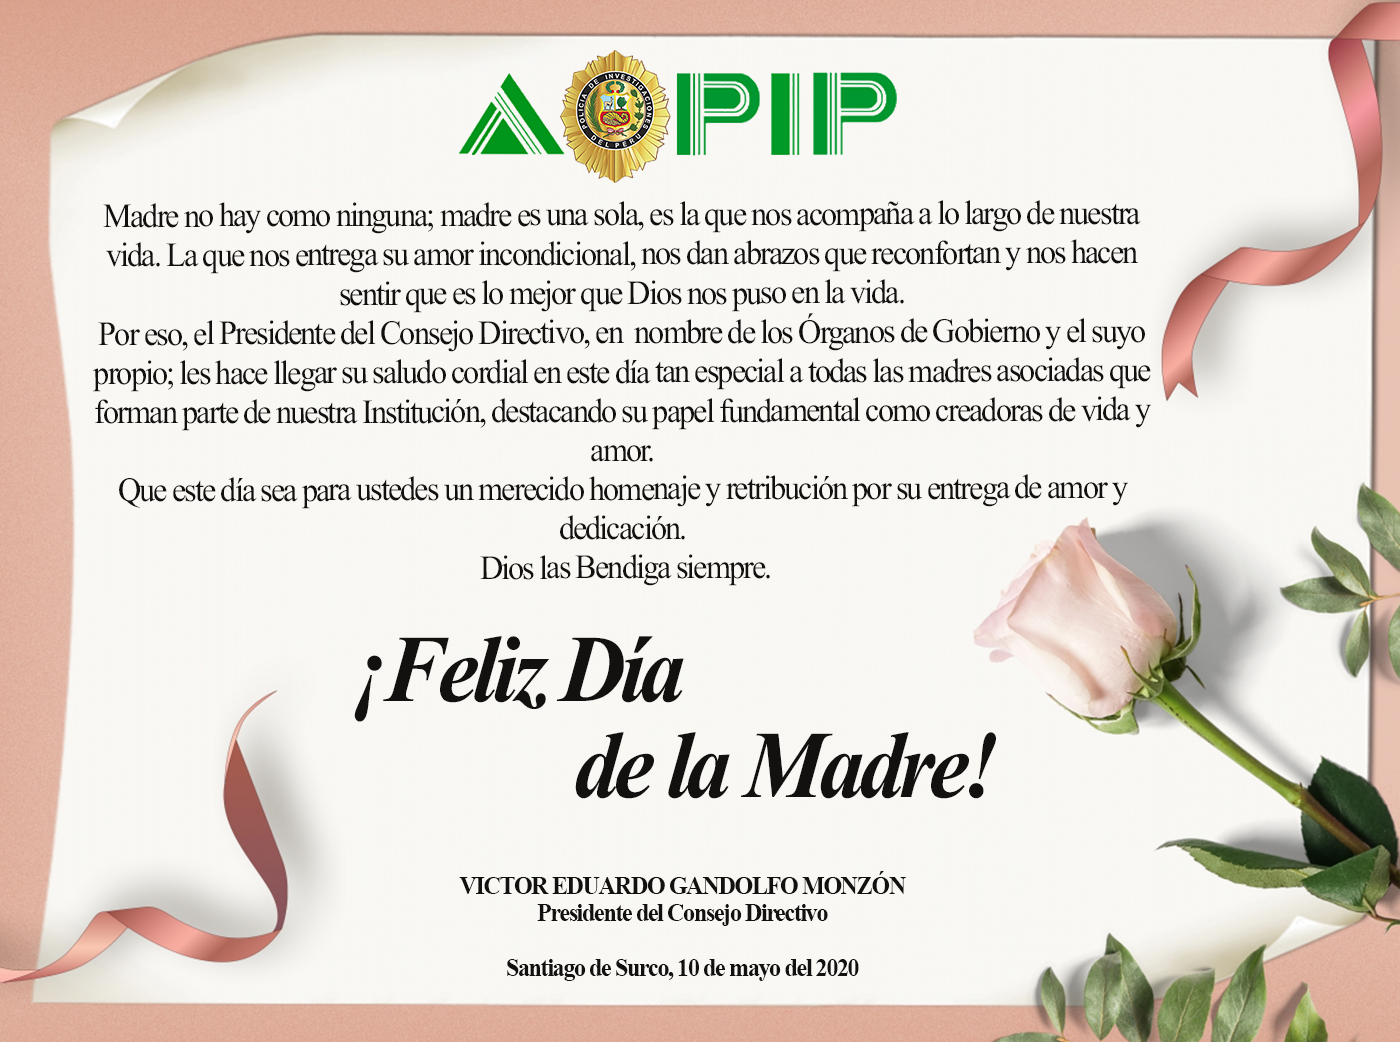 A PIP
POLICIA DE INVESTIGACIONES
DEL PERU
Madre no hay como ninguna; madre es una sola, es la que nos acompaña a lo largo de nuestra
vida. La que nos entrega su amor incondicional, nos dan abrazos que reconfortan y nos hacen
sentir que es lo mejor que Dios nos puso en la vida.
Por eso, el Presidente del Consejo Directivo, en nombre de los Órganos de Gobierno y el suyo
propio; les hace llegar su saludo cordial en este día tan especial a todas las madres asociadas que
forman parte de nuestra Institución, destacando su papel fundamental como creadoras de vida y
amor.
Que este día sea para ustedes un merecido homenaje y retribución por su entrega de amor y
dedicación.
Dios las Bendiga siempre.
¡Feliz Día
de la Madre!
VICTOR EDUARDO GANDOLFO MONZÓN
Presidente del Consejo Directivo
Santiago de Surco, 10 de mayo del 2020